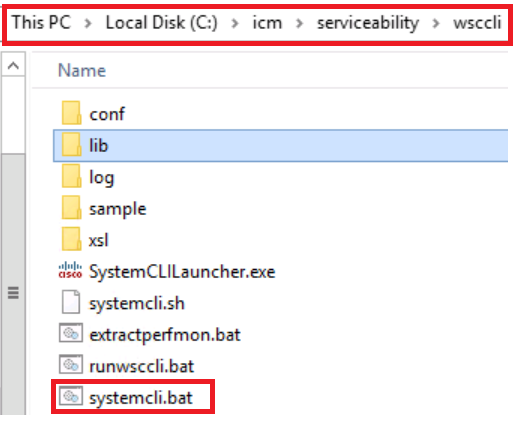 This PC > Local Disk (C:) > icm > serviceability > wsccli
Name
conf
lib
log
sample
xsl
cisco SystemCLILauncher.exe
systemcli.sh
extractperfmon.bat
runwsccli.bat
systemcli.bat